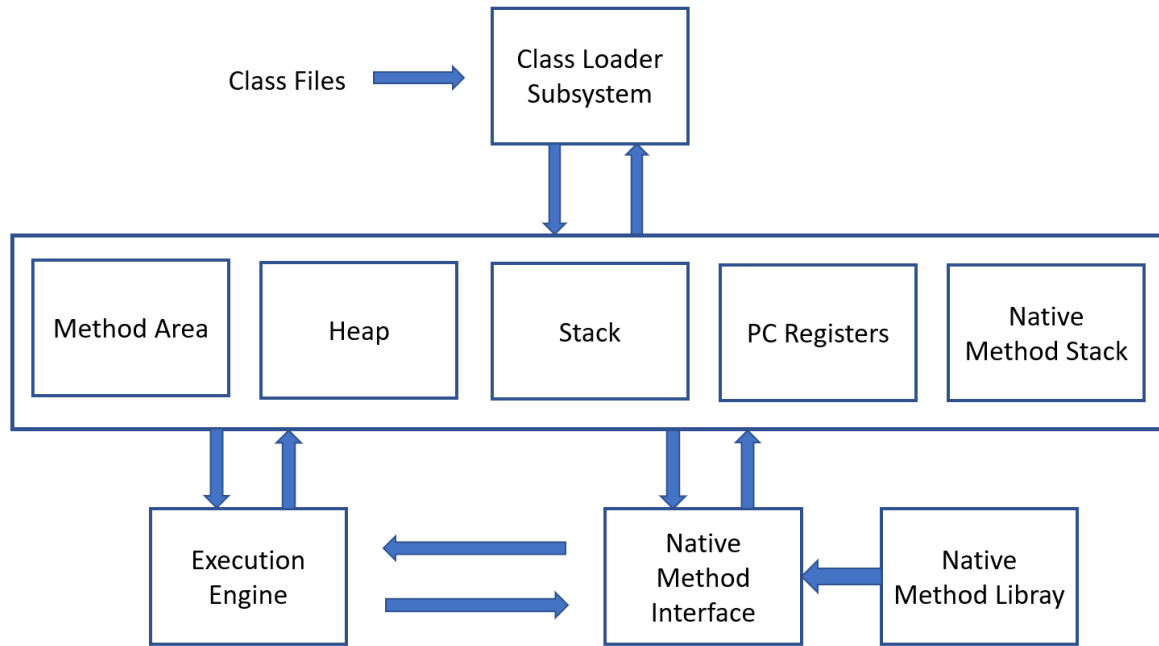 Class Files
Class Loader
Subsystem
Method Area
Heap
Stack
PC Registers
Native
Method Stack
Execution
Engine
Native
Method
Interface
Native
Method Libray